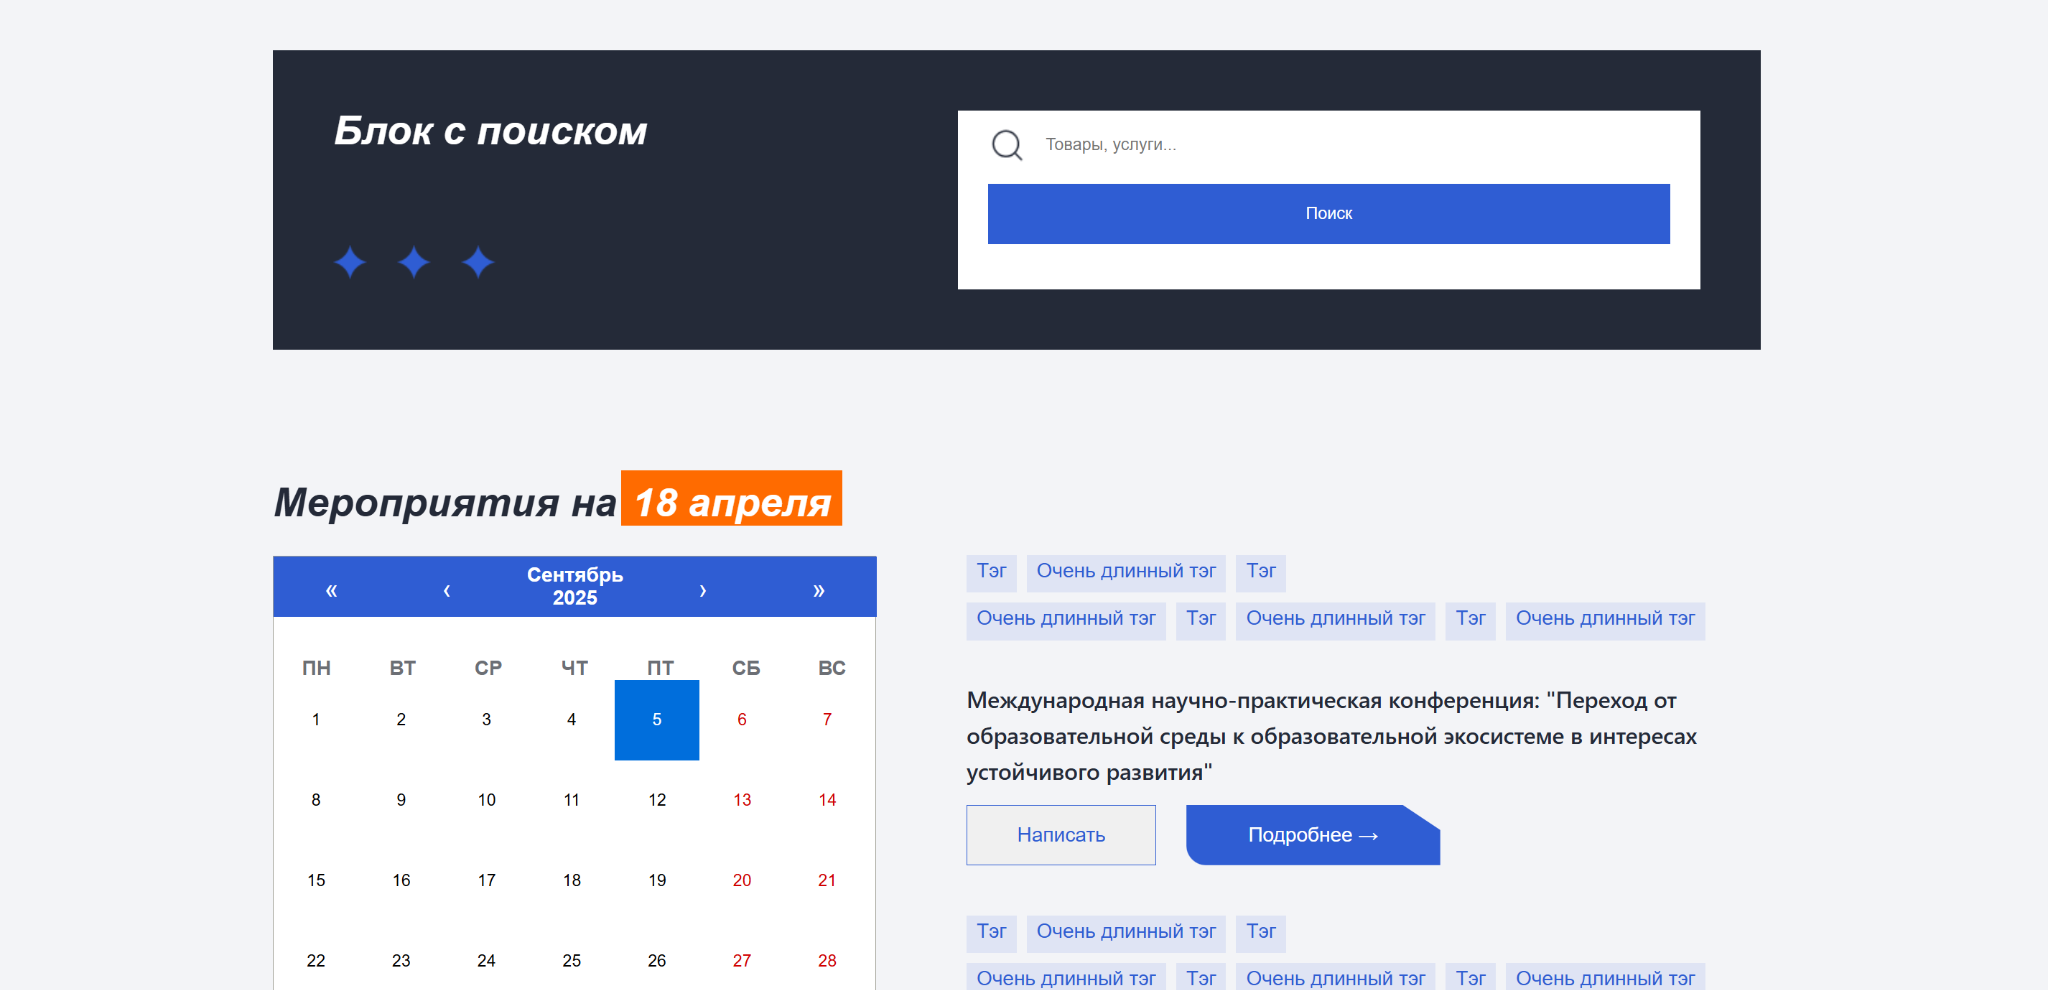 Блок с поиском
Товары, услуги...
Поиск
Мероприятия на 18 апреля
« ‹ Сентябрь 2025 › »
ПН ВТ СР ЧТ ПТ СБ ВС
1 2 3 4 5 6 7
8 9 10 11 12 13 14
15 16 17 18 19 20 21
22 23 24 25 26 27 28
Тэг Очень длинный тэг Тэг
Очень длинный тэг Тэг Очень длинный тэг Тэг Очень длинный тэг
Международная научно-практическая конференция: "Переход от
образовательной среды к образовательной экосистеме в интересах
устойчивого развития"
Написать Подробнее →
Тэг Очень длинный тэг Тэг
Очень длинный тэг Тэг Очень длинный тэг Тэг Очень длинный тэг